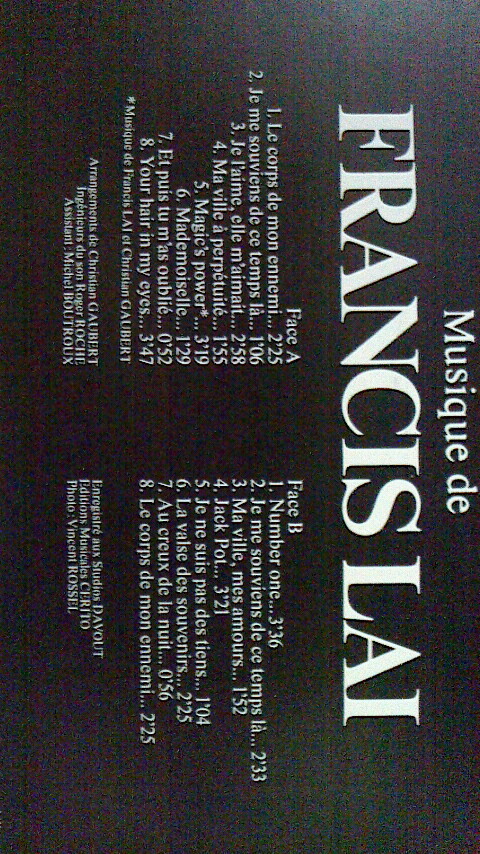 Musique de
FRANCIS LAI
Face A
1. Le corps de mon ennemi... 2'25
2. Je me souviens de ce temps là... 1'06
3. Je l'aime, elle m'aimait... 2'58
4. Ma ville à perpétuité.... 1'55
5. Magic's power*... 3'19
6. Mademoiselle... 1'29
7. Et puis tu m'as oublié.... 0'52
8. Your hair in my eyes... 3'47
*Musique de Francis LAI et Christian GAUBERT
Arrangements de Christian GAUBERT
Ingénieurs du son Roger ROCHE
Assistant : Michel BOUTROUX
Face B
1. Number one....3'36
2. Je me souviens de ce temps là... 2'33
3. Ma ville, mes amours... 1'52
4. Jack Pot... 3'21
5. Je ne suis pas des tiens... 1'04
6. La valse des souvenirs... 2'25
7. Au creux de la nuit.... 0'56
8. Le corps de mon ennemi... 2'25
Enregistré aux Studios DAVOUT
Editions Musicales CERITO
Photo : Vincent ROSSEL